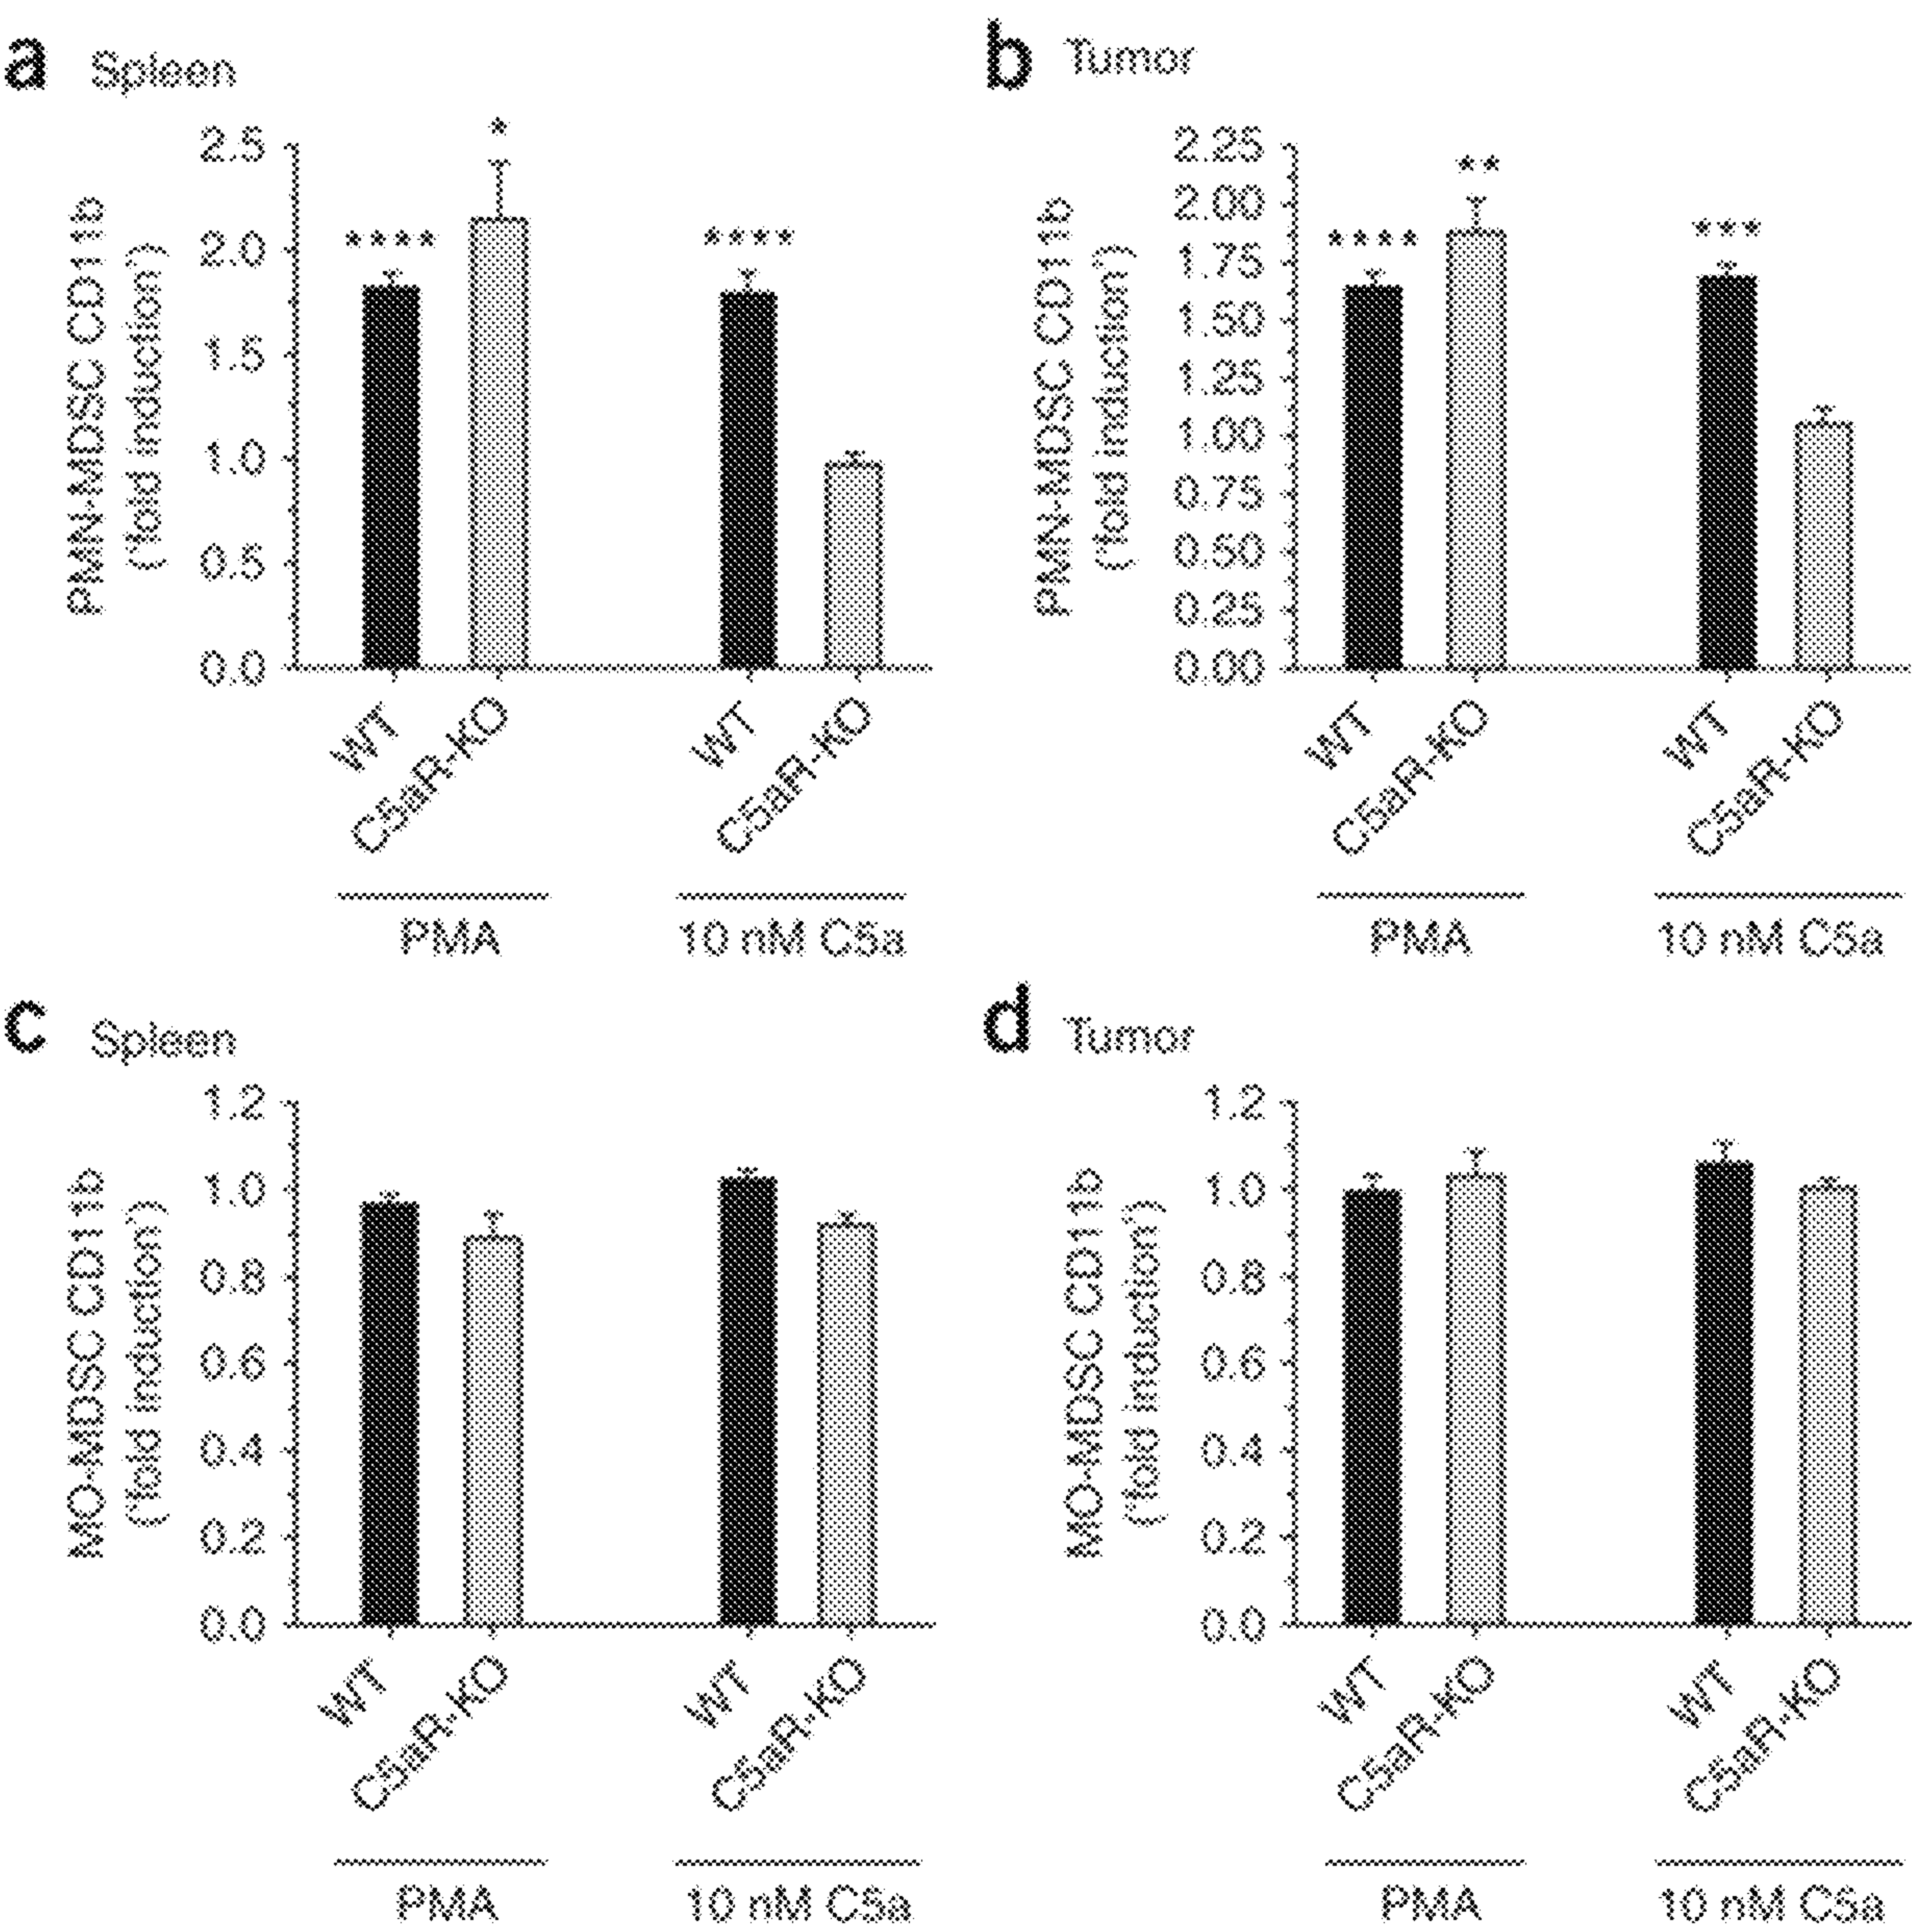 a Spleen
PMN-MDSC CD11b
(*fold induction*)
2.5
2.0
1.5
1.0
0.5
0.0
****
*
****
WT
C5aR-KO
WT
C5aR-KO
PMA
10 nM C5a
b Tumor
PMN-MDSC CD11b
(*fold induction*)
2.25
2.00
1.75
1.50
1.25
1.00
0.75
0.50
0.25
0.00
****
**
***
WT
C5aR-KO
WT
C5aR-KO
PMA
10 nM C5a
c Spleen
MO-MDSC CD11b
(*fold induction*)
1.2
1.0
0.8
0.6
0.4
0.2
0.0
WT
C5aR-KO
WT
C5aR-KO
PMA
10 nM C5a
d Tumor
MO-MDSC CD11b
(*fold induction*)
1.2
1.0
0.8
0.6
0.4
0.2
0.0
WT
C5aR-KO
WT
C5aR-KO
PMA
10 nM C5a